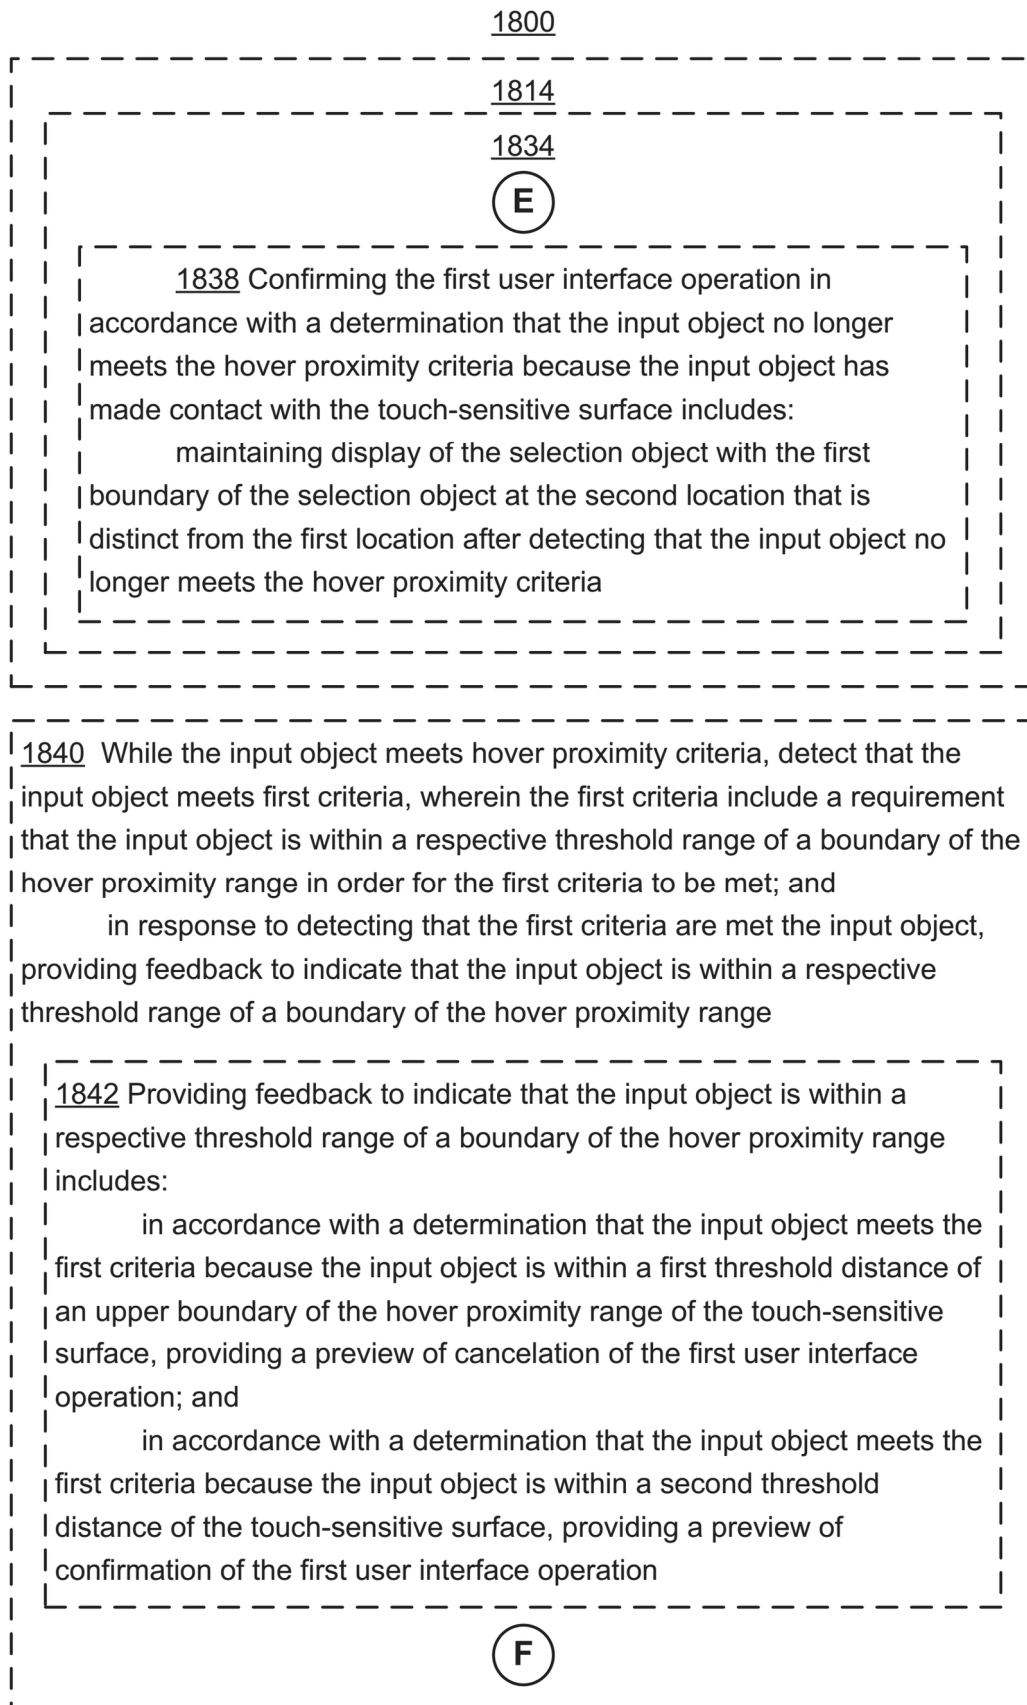 1800
1814
1834
E
1838 Confirming the first user interface operation in
accordance with a determination that the input object no longer
meets the hover proximity criteria because the input object has
made contact with the touch-sensitive surface includes:
maintaining display of the selection object with the first
boundary of the selection object at the second location that is
distinct from the first location after detecting that the input object no
longer meets the hover proximity criteria
1840 While the input object meets hover proximity criteria, detect that the
input object meets first criteria, wherein the first criteria include a requirement
that the input object is within a respective threshold range of a boundary of the
hover proximity range in order for the first criteria to be met; and
in response to detecting that the first criteria are met the input object,
providing feedback to indicate that the input object is within a respective
threshold range of a boundary of the hover proximity range
1842 Providing feedback to indicate that the input object is within a
respective threshold range of a boundary of the hover proximity range
includes:
in accordance with a determination that the input object meets the
first criteria because the input object is within a first threshold distance of
an upper boundary of the hover proximity range of the touch-sensitive
surface, providing a preview of cancelation of the first user interface
operation; and
in accordance with a determination that the input object meets the
first criteria because the input object is within a second threshold
distance of the touch-sensitive surface, providing a preview of
confirmation of the first user interface operation
F